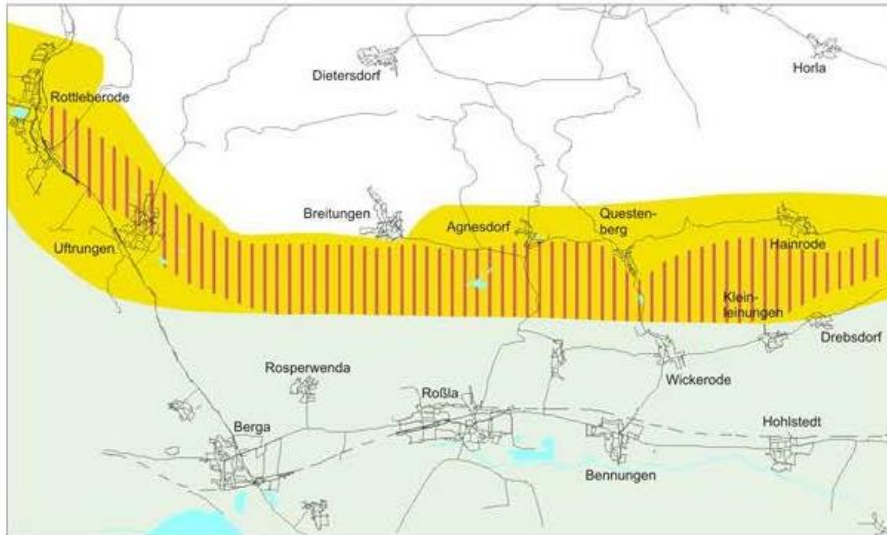 Dietersdorf
Horla
Rottleberode
Breitungen
Agnesdorf
Questen-
berg
Hainrode
Uftrungen
Klein-
leinungen
Drebsdorf
Rosperwenda
Roßla
Wickerode
Berga
Hohlstedt
Bennungen